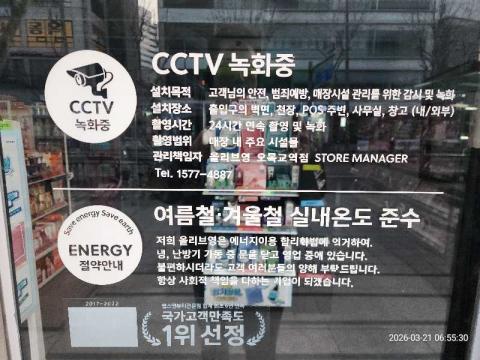 CCTV 녹화중
CCTV
녹화중
설치목적 고객님의 안전, 범죄예방, 매장시설 관리를 위한 감시 및 녹화
설치장소 출입구의 벽면, 천장, POS 주변, 사무실, 창고 (내/외부)
촬영시간 24시간 연속 촬영 및 녹화
촬영범위 매장 내 주요 시설물
관리책임자 올리브영 오목교역점 STORE MANAGER
Tel. 1577-4887
Save energy Save earth
ENERGY
절약안내
여름철·겨울철 실내온도 준수
저희 올리브영은 에너지이용 합리화법에 의거하여,
냉, 난방기 가동 중 문을 닫고 영업 중에 있습니다.
불편하시더라도 고객 여러분들의 양해 부탁드립니다.
항상 사회적 책임을 다하는 기업이 되겠습니다.
2017-2022
국가고객만족도
1위 선정
2026-03-21 06:55:30